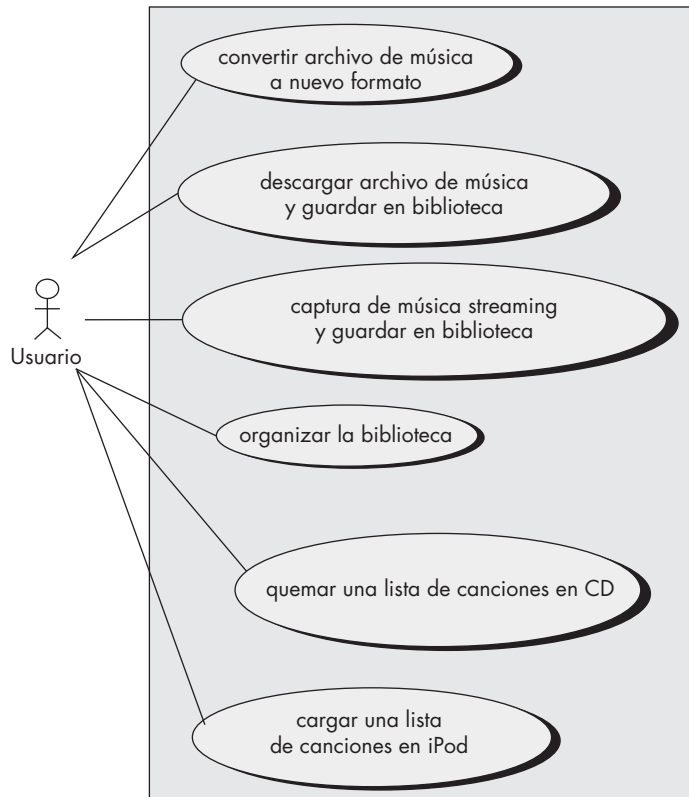 convertir archivo de música
a nuevo formato
descargar archivo de música
y guardar en biblioteca
captura de música streaming
y guardar en biblioteca
Usuario
organizar la biblioteca
quemar una lista de canciones en CD
cargar una lista
de canciones en iPod